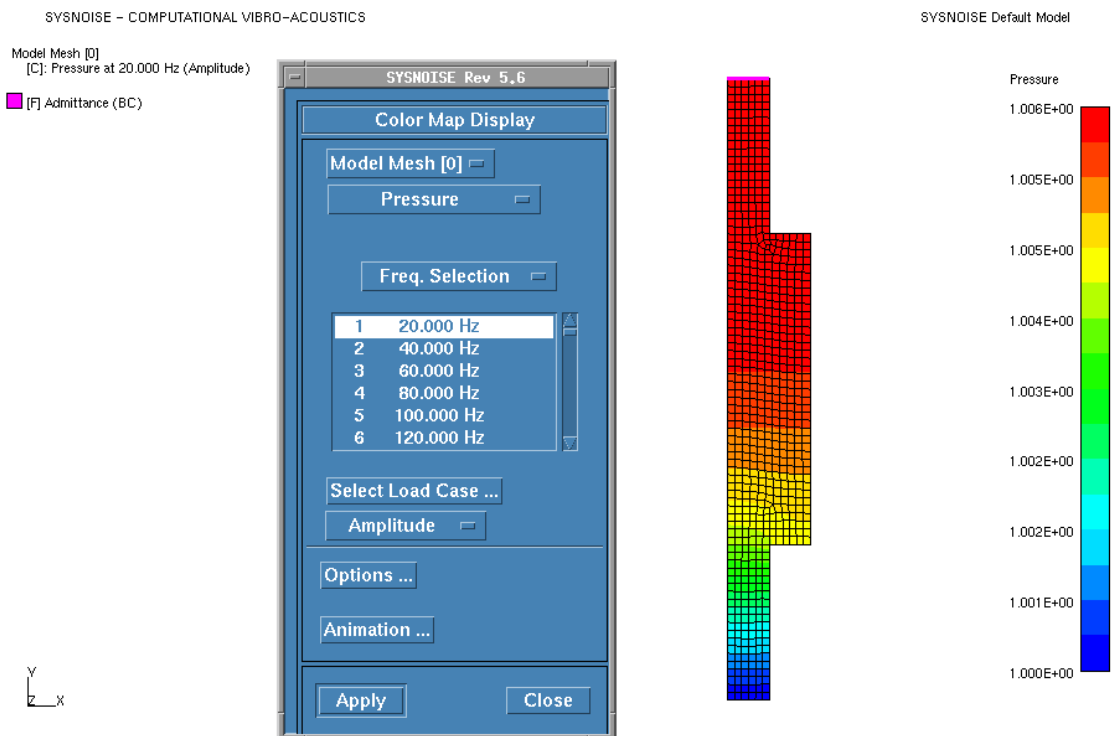 SYSNOISE - COMPUTATIONAL VIBRO-ACOUSTICS
SYSNOISE Default Model
Model Mesh [0]
[C]: Pressure at 20.000 Hz (Amplitude)
[F] Admittance (BC)
SYSNOISE Rev 5.6
Color Map Display
Model Mesh [0]
Pressure
Freq. Selection
1 20.000 Hz
2 40.000 Hz
3 60.000 Hz
4 80.000 Hz
5 100.000 Hz
6 120.000 Hz
Select Load Case ...
Amplitude
Options ...
Animation ...
Apply
Close
Pressure
1.006E+00
1.005E+00
1.005E+00
1.004E+00
1.003E+00
1.002E+00
1.002E+00
1.001E+00
1.000E+00
Y
Z X